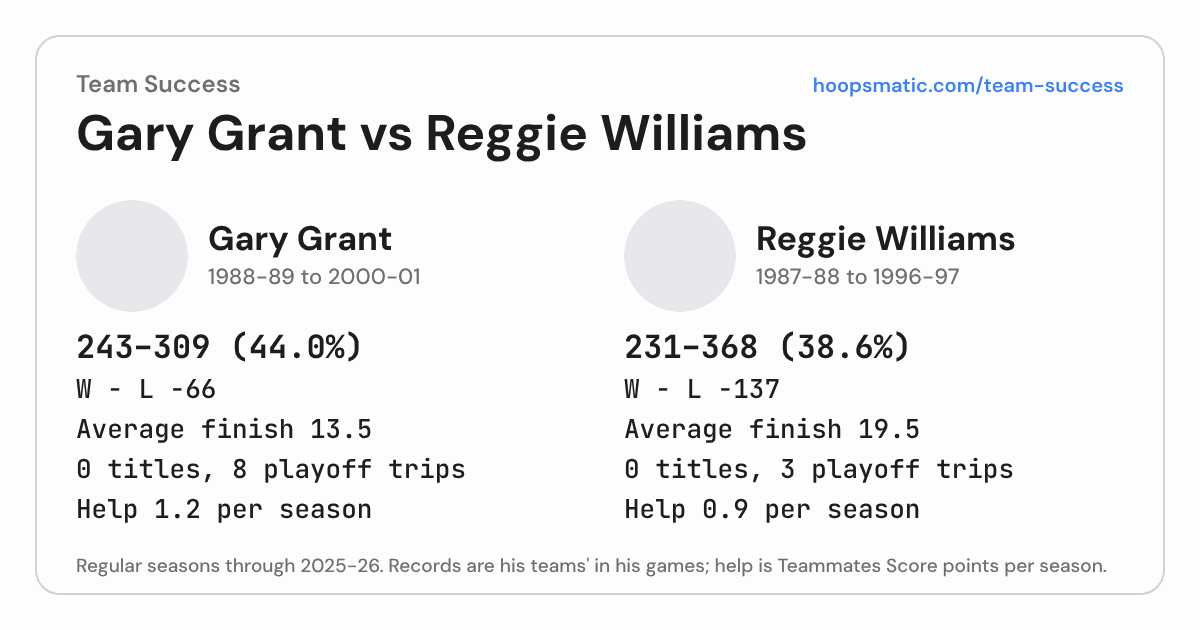 Team Success
hoopsmatic.com/team-success
Gary Grant vs Reggie Williams
Gary Grant
1988-89 to 2000-01
243-309 (44.0%)
W - L -66
Average finish 13.5
0 titles, 8 playoff trips
Help 1.2 per season
Reggie Williams
1987-88 to 1996-97
231-368 (38.6%)
W - L -137
Average finish 19.5
0 titles, 3 playoff trips
Help 0.9 per season
Regular seasons through 2025-26. Records are his teams' in his games; help is Teammates Score points per season.